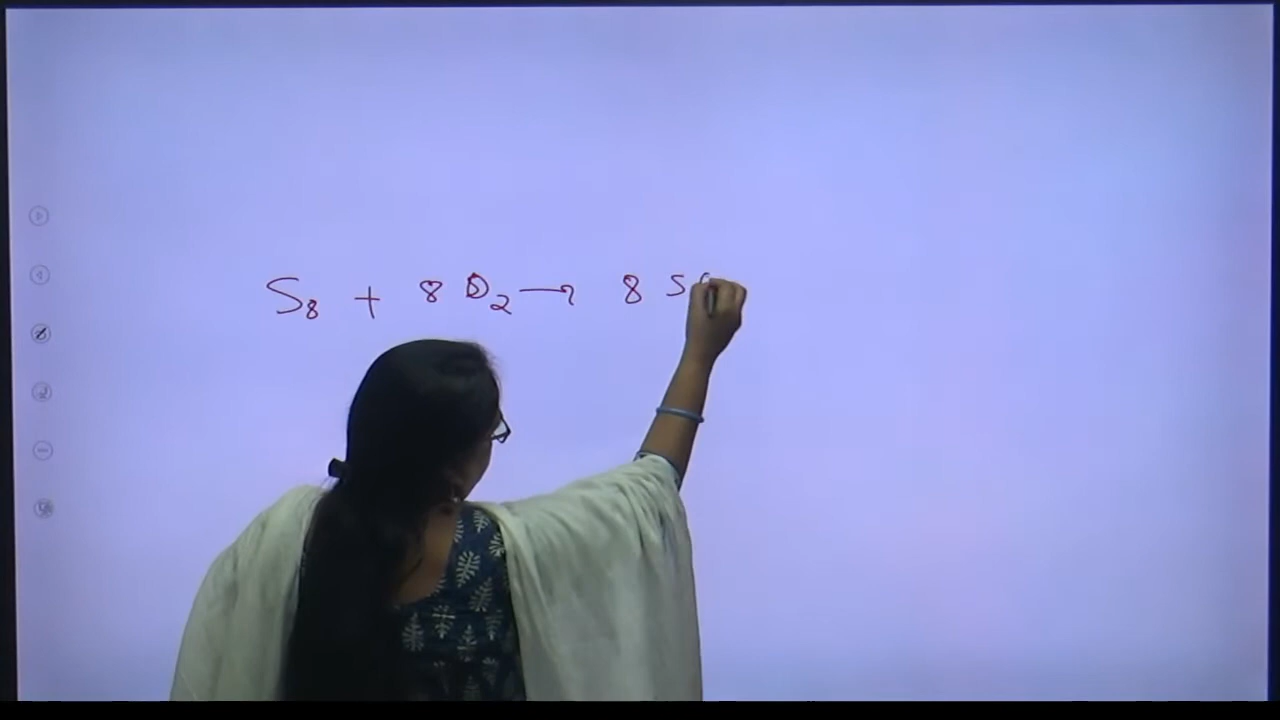 S₈ + 8 O₂ → 8 S